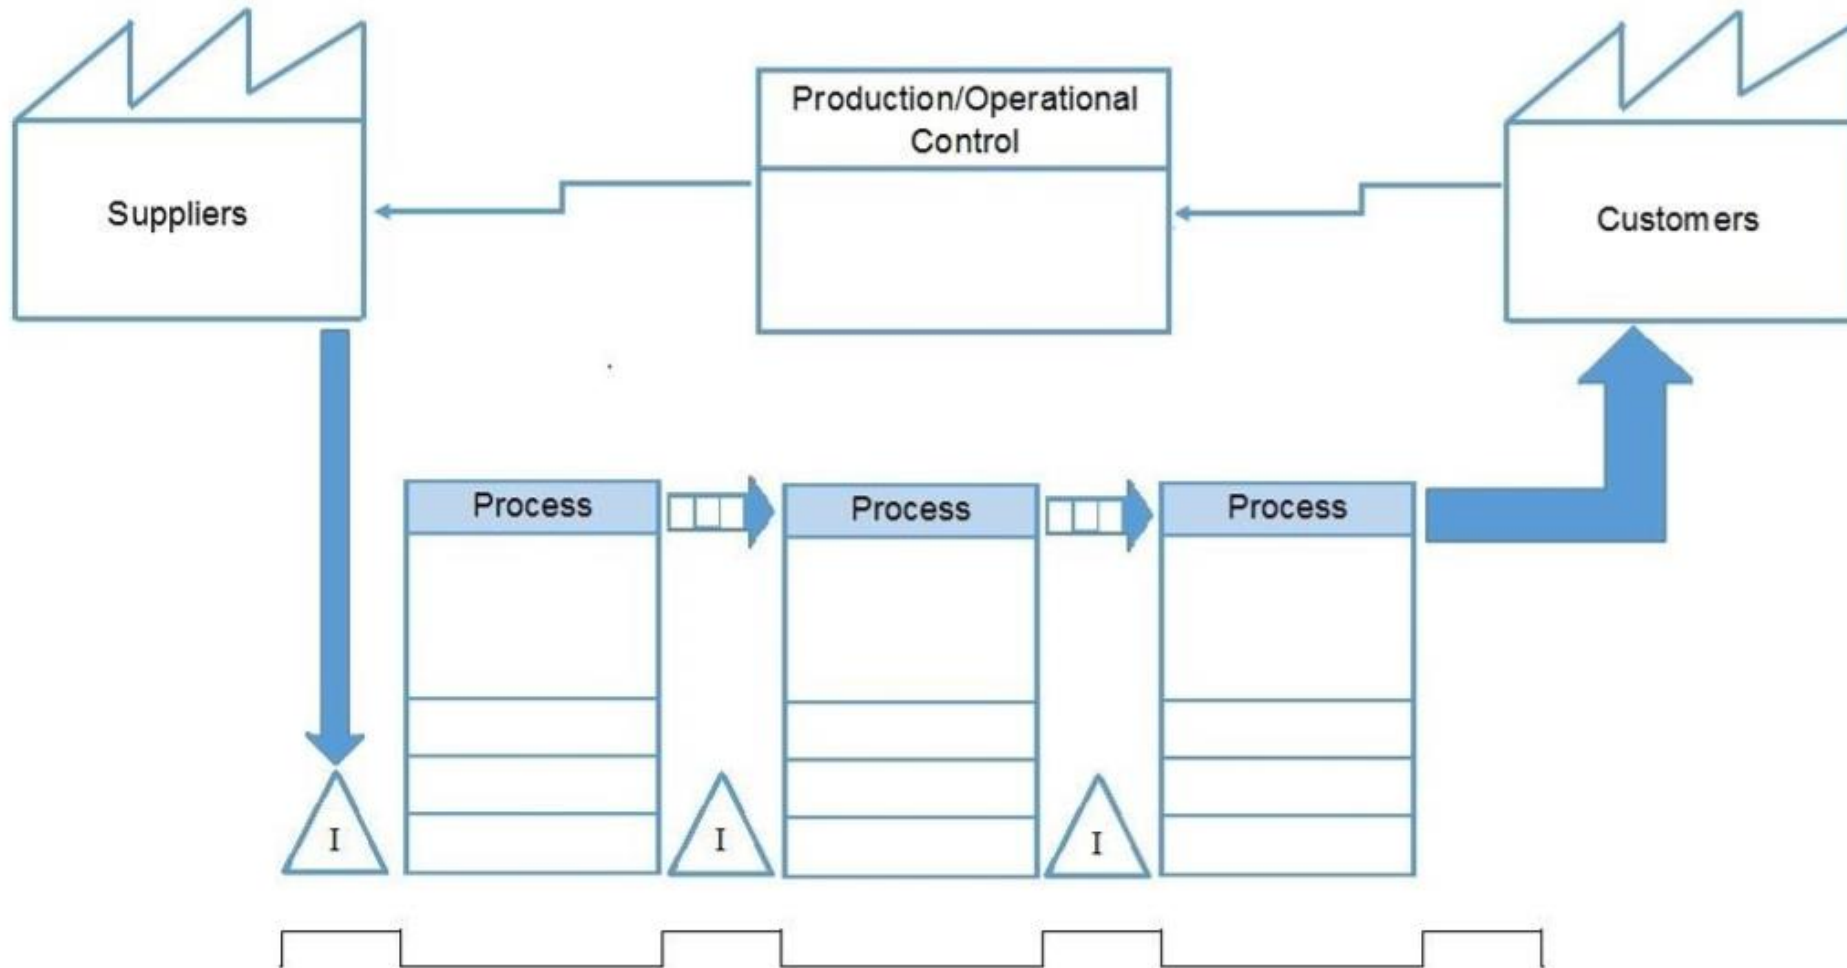 Production/Operational
Control
Suppliers
Customers
Process
Process
Process
I
I
I